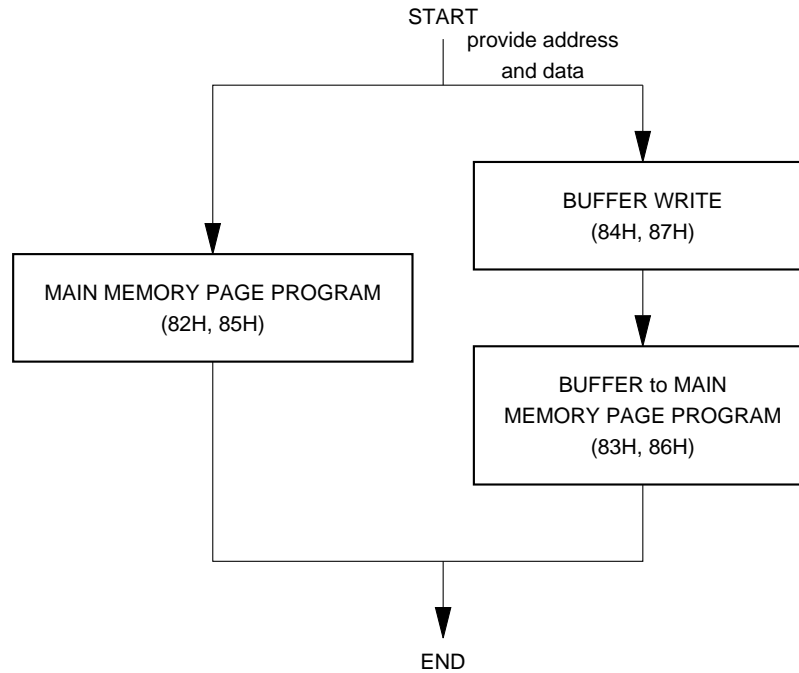 START
provide address
and data
BUFFER WRITE
(84H, 87H)
MAIN MEMORY PAGE PROGRAM
(82H, 85H)
BUFFER to MAIN
MEMORY PAGE PROGRAM
(83H, 86H)
END